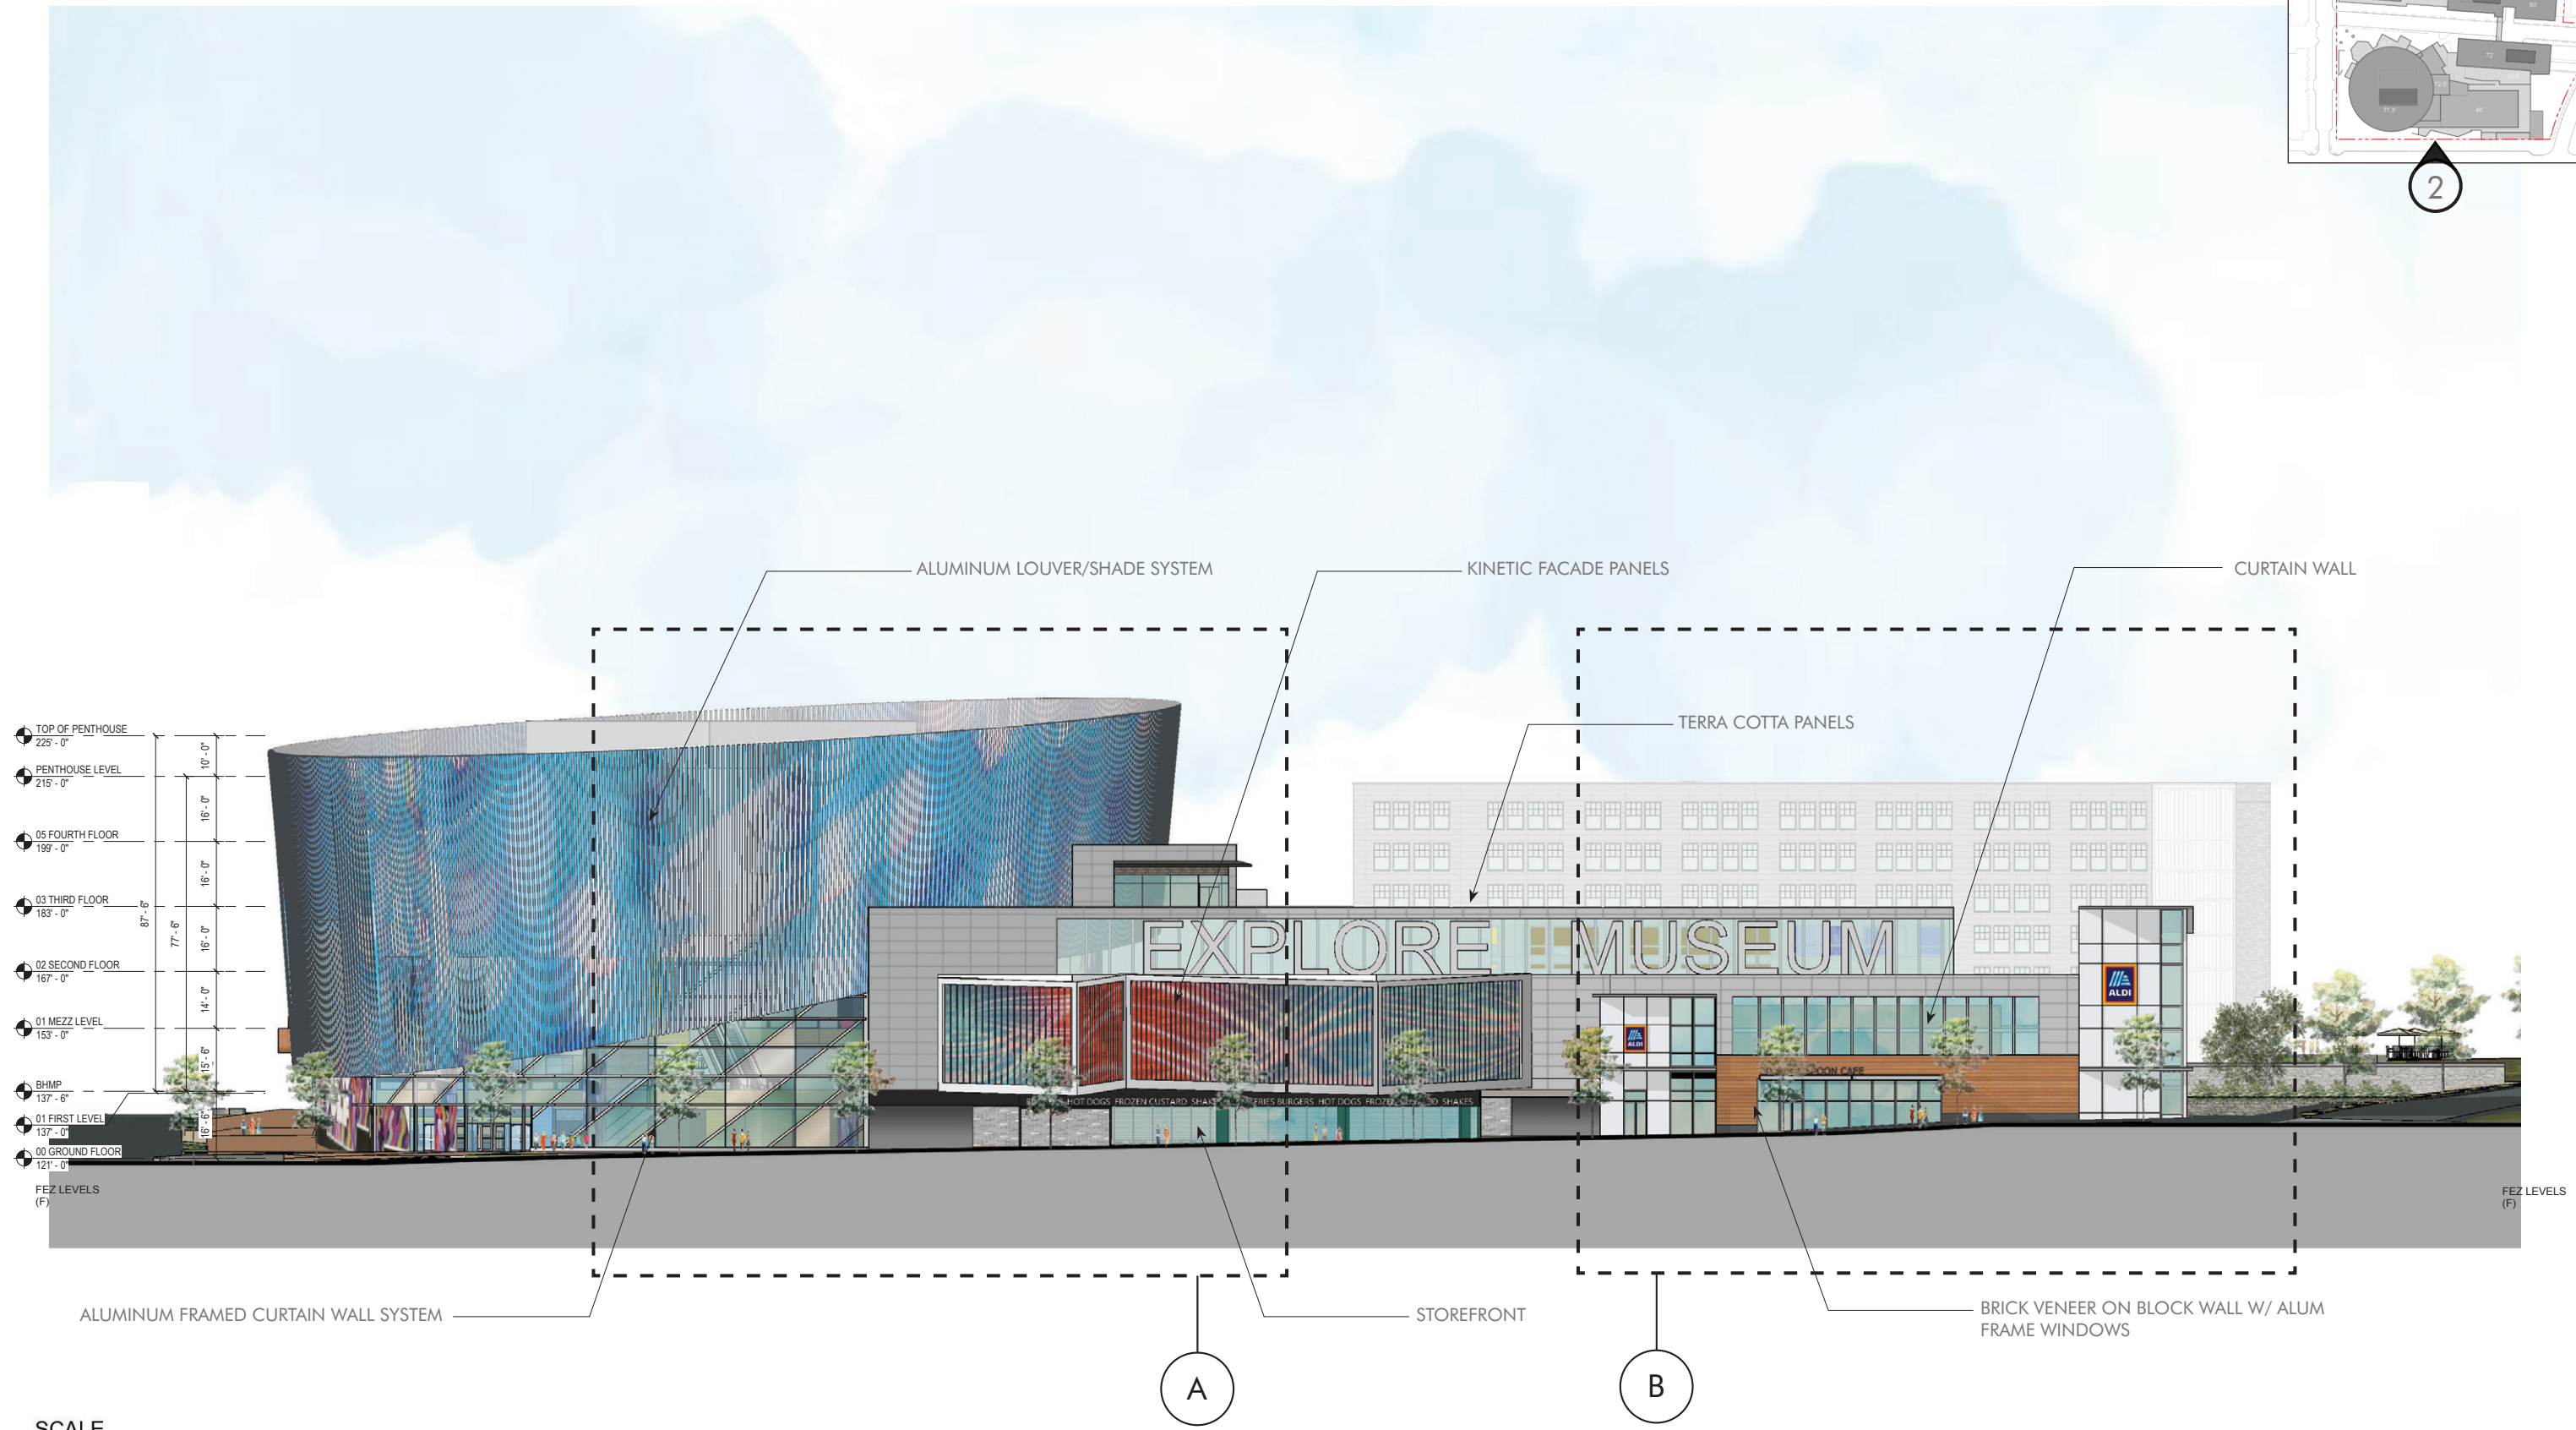 2
ALUMINUM LOUVER/SHADE SYSTEM
KINETIC FACADE PANELS
CURTAIN WALL
TERRA COTTA PANELS
TOP OF PENTHOUSE
225' - 0"
PENTHOUSE LEVEL
215' - 0"
05 FOURTH FLOOR
199' - 0"
03 THIRD FLOOR
183' - 0"
02 SECOND FLOOR
167' - 0"
01 MEZZ LEVEL
153' - 0"
BHMP
137' - 6"
01 FIRST LEVEL
137' - 0"
00 GROUND FLOOR
121' - 0"
FEZ LEVELS
(F)
87' - 6"
77' - 6"
10' - 0"
16' - 0"
16' - 0"
16' - 0"
14' - 0"
15' - 6"
16' - 6"
EXPLORE MUSEUM
ALDI
ALDI
HOT DOGS FROZEN CUSTARD FRIES BURGERS HOT DOGS SHAKES
CAFE
FEZ LEVELS
(F)
ALUMINUM FRAMED CURTAIN WALL SYSTEM
STOREFRONT
BRICK VENEER ON BLOCK WALL W/ ALUM
FRAME WINDOWS
A
B
SCALE